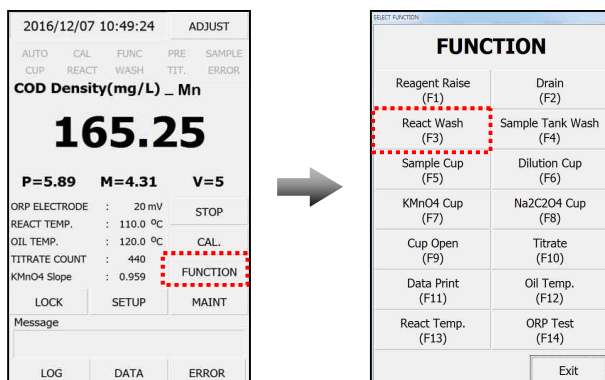 2016/12/07 10:49:24 ADJUST
AUTO CAL FUNC PRE SAMPLE
CUP REACT WASH TIT. ERROR
COD Density(mg/L) _ Mn
165.25
P=5.89 M=4.31 V=5
ORP ELECTRODE : 20 mV
REACT TEMP. : 110.0 ºC
STOP
OIL TEMP. : 120.0 ºC
CAL.
TITRATE COUNT : 440
KMnO4 Slope : 0.959
FUNCTION
LOCK SETUP MAINT
Message
LOG DATA ERROR
SELECT FUNCTION
FUNCTION
Reagent Raise
(F1)
Drain
(F2)
React Wash
(F3)
Sample Tank Wash
(F4)
Sample Cup
(F5)
Dilution Cup
(F6)
KMnO4 Cup
(F7)
Na2C2O4 Cup
(F8)
Cup Open
(F9)
Titrate
(F10)
Data Print
(F11)
Oil Temp.
(F12)
React Temp.
(F13)
ORP Test
(F14)
Exit